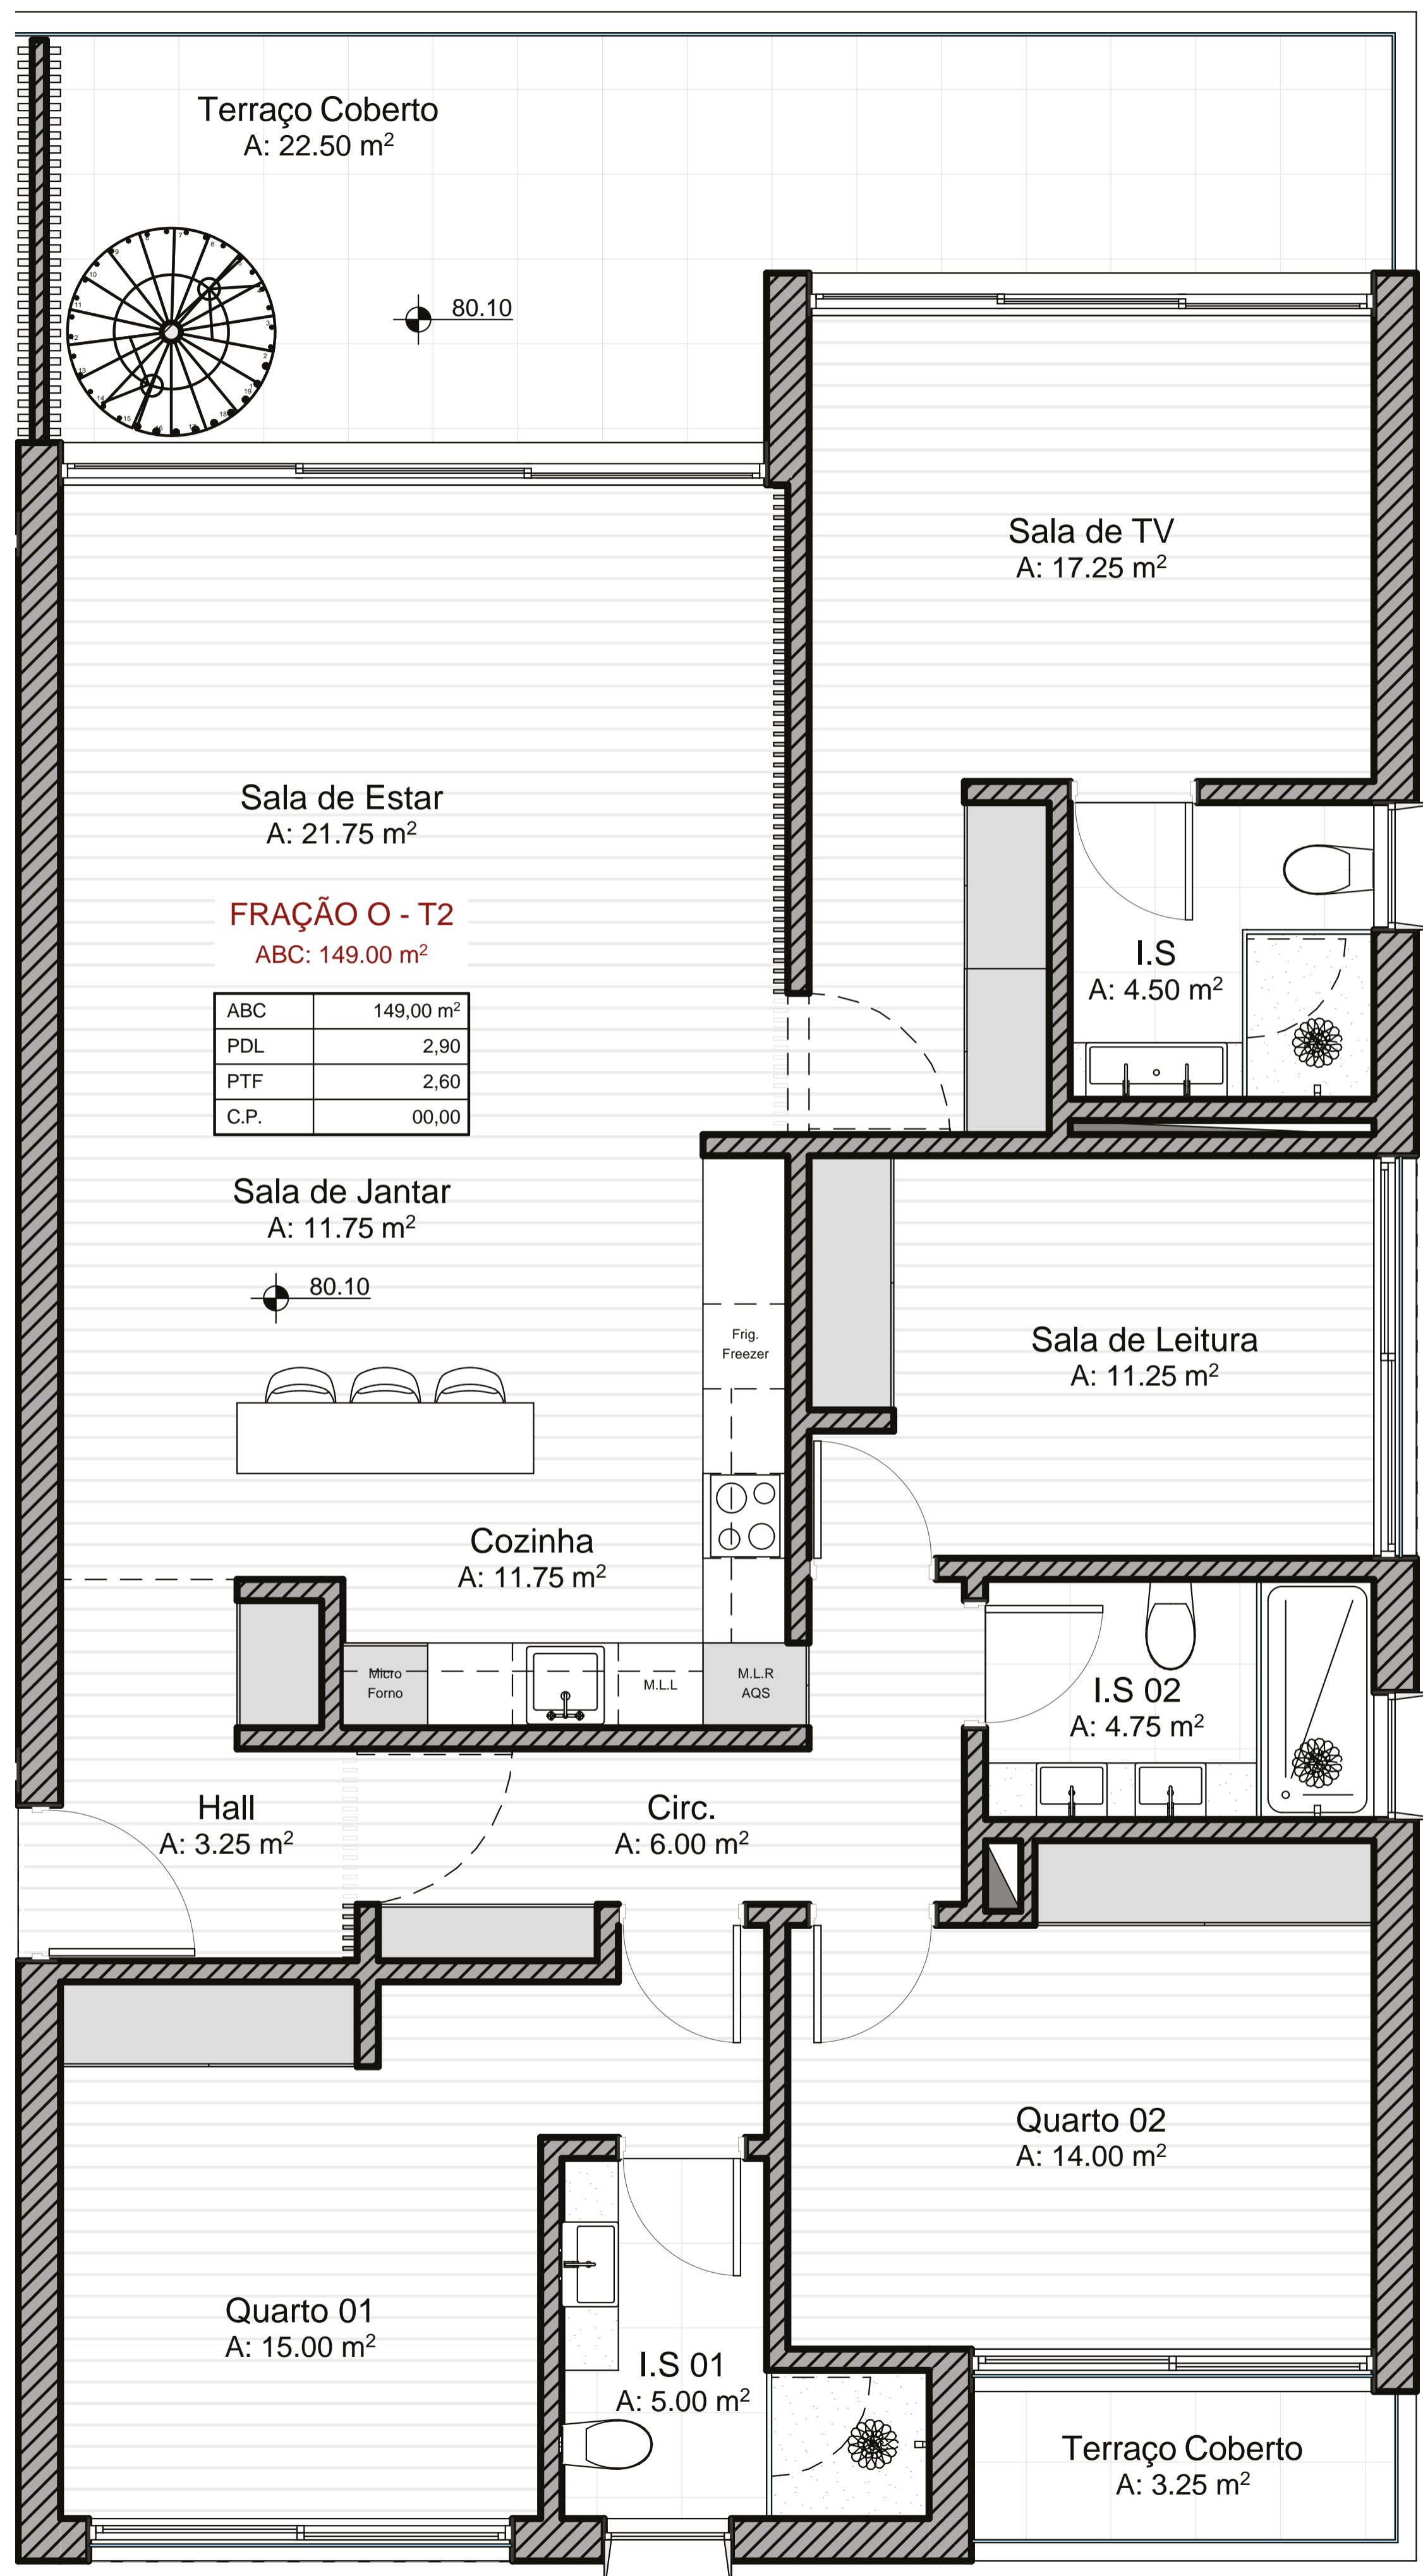 Terraço Coberto
A: 22.50 m²
80.10
Sala de TV
A: 17.25 m²
Sala de Estar
A: 21.75 m²
FRAÇÃO O - T2
ABC: 149.00 m²
ABC 149,00 m²
PDL 2,90
PTF 2,60
C.P. 00,00
I.S
A: 4.50 m²
Sala de Jantar
A: 11.75 m²
80.10
Frig.
Freezer
Sala de Leitura
A: 11.25 m²
Cozinha
A: 11.75 m²
Micro
Forno
M.L.L
M.L.R
AQS
I.S 02
A: 4.75 m²
Hall
A: 3.25 m²
Circ.
A: 6.00 m²
Quarto 02
A: 14.00 m²
Quarto 01
A: 15.00 m²
I.S 01
A: 5.00 m²
Terraço Coberto
A: 3.25 m²